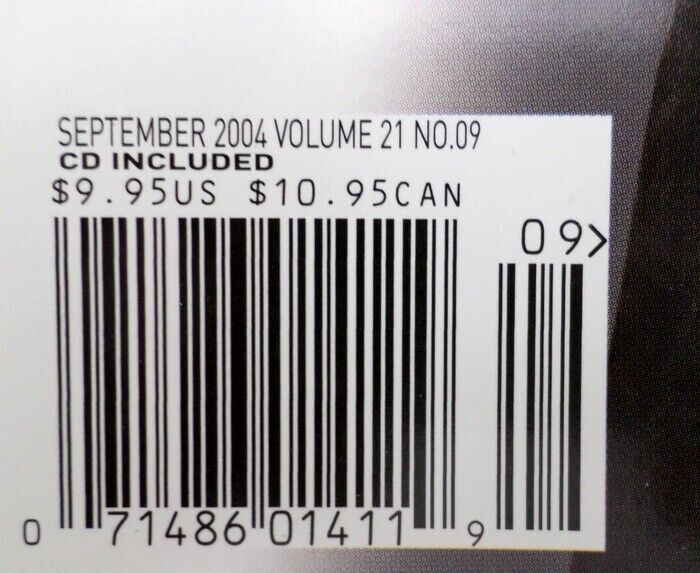 SEPTEMBER 2004 VOLUME 21 NO.09
CD INCLUDED
$9.95US $10.95CAN
09>
0 71486 01411 9